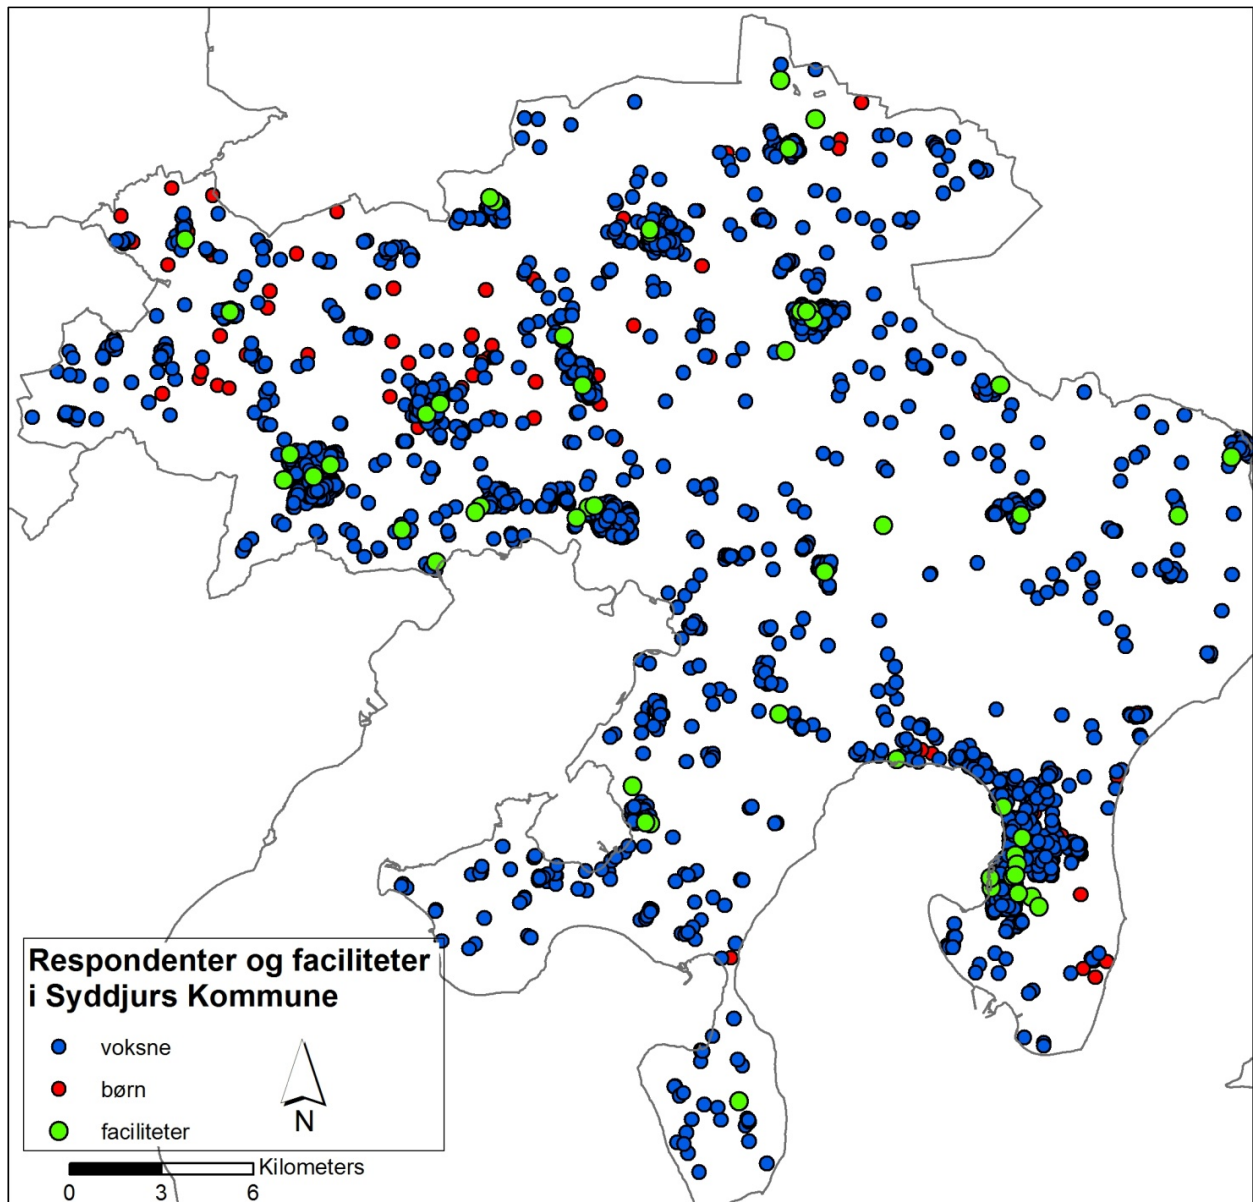 Respondenter og faciliteter
i Syddjurs Kommune
voksne
børn
faciliteter
N
Kilometers
0 3 6